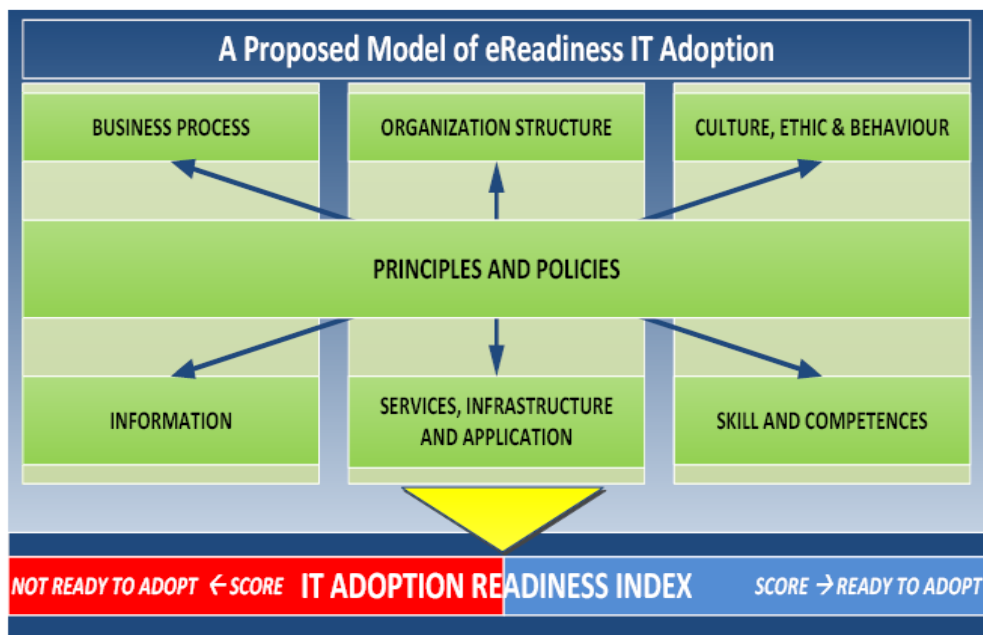 A Proposed Model of eReadiness IT Adoption
BUSINESS PROCESS
ORGANIZATION STRUCTURE
CULTURE, ETHIC & BEHAVIOUR
PRINCIPLES AND POLICIES
INFORMATION
SERVICES, INFRASTRUCTURE
AND APPLICATION
SKILL AND COMPETENCES
NOT READY TO ADOPT ← SCORE IT ADOPTION READINESS INDEX SCORE → READY TO ADOPT